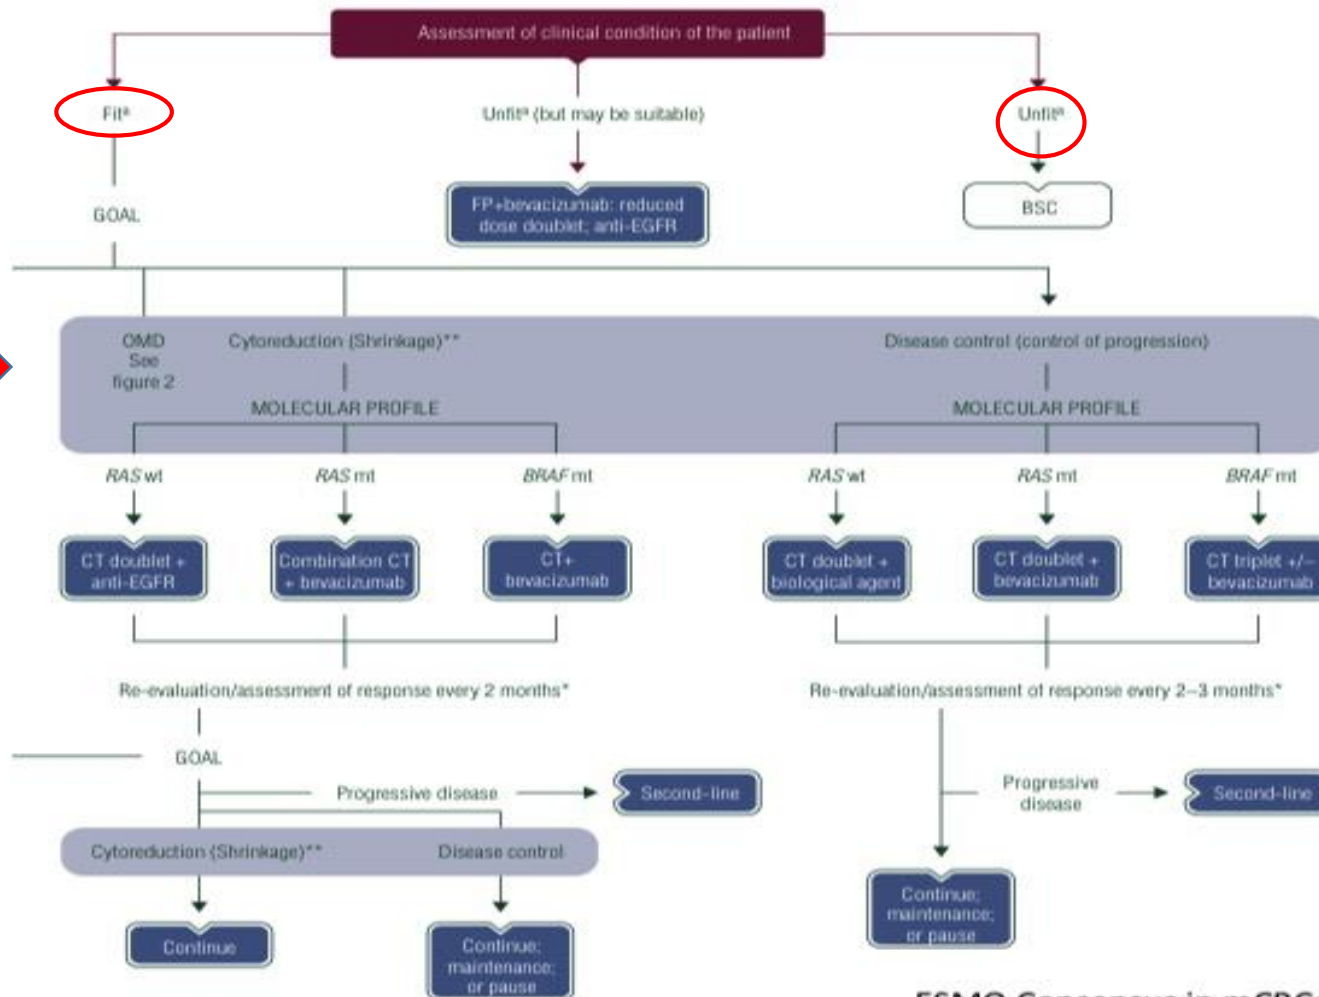 Assessment of clinical condition of the patient
Fitª
Unfitª (but may be suitable)
Unfitª
GOAL
FP+bevacizumab: reduced
dose doublet; anti-EGFR
BSC
OMD
See
figure 2
Cytoreduction (Shrinkage)**
Disease control (control of progression)
MOLECULAR PROFILE
MOLECULAR PROFILE
RAS wt
RAS mt
BRAF mt
RAS wt
RAS mt
BRAF mt
CT doublet +
anti-EGFR
Combination CT
+ bevacizumab
CT+
bevacizumab
CT doublet +
biological agent
CT doublet +
bevacizumab
CT triplet +/–
bevacizumab
Re-evaluation/assessment of response every 2 months*
Re-evaluation/assessment of response every 2–3 months*
GOAL
Progressive disease
Second-line
Progressive
disease
Second-line
Cytoreduction (Shrinkage)**
Disease control
Continue
Continue;
maintenance;
or pause
Continue;
maintenance;
or pause
ESMO Consensus in mCRC